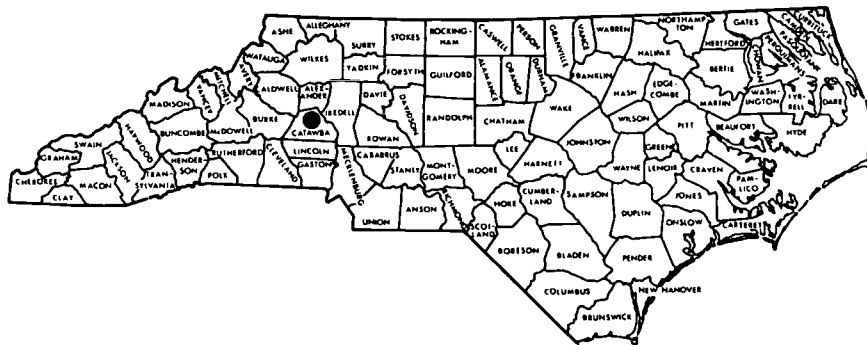 ASHE
ALLEGHANY
SURRY
STOKES
ROCKING-
HAM
CASWELL
PERSON
GRANVILLE
VANCE
WARREN
NORTHAMP
TON
GATES
CURRITUCK
CAMDEN
PASQUOTANK
PERQUIMANS
CHOWAN
HERTFORD
HALIFAX
BERTIE
WATAUGA
WILKES
YADKIN
FORSYTH
GUILFORD
ALAMANCE
ORANGE
DURHAM
FRANKLIN
NASH
EDGE-
COMBE
MARTIN
WASH-
INGTON
TYR-
RELL
DARE
MADISON
YANCEY
MITCHELL
AVERY
CALDWELL
ALEX-
ANDER
IREDELL
DAVIE
DAVIDSON
RANDOLPH
CHATHAM
WAKE
WILSON
PITT
BEAUFORT
HYDE
BUNCOMBE
McDOWELL
BURKE
CATAWBA
ROWAN
SWAIN
HAYWOOD
GRAHAM
JACKSON
HENDER-
SON
RUTHERFORD
CLEVELAND
LINCOLN
GASTON
MECKLENBURG
CABARRUS
STANLY
MONT-
GOMERY
MOORE
LEE
HARNETT
JOHNSTON
WAYNE
GREENE
LENOIR
CRAVEN
PAM-
LICO
CHEROKEE
CLAY
MACON
TRAN-
SYLVANIA
POLK
UNION
ANSON
RICHMOND
SCOT-
LAND
HOKE
CUMBER-
LAND
SAMPSON
DUPLIN
JONES
ONSLOW
CARTERET
ROBESON
BLADEN
PENDER
COLUMBUS
NEW HANOVER
BRUNSWICK